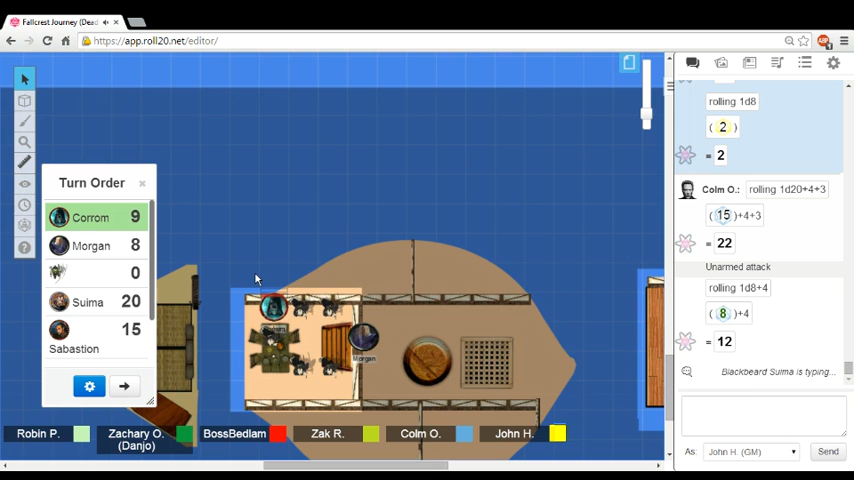 Fallcrest Journey (Dead
https://app.roll20.net/editor/
ABP
rolling 1d8
( 2 )
= 2
Colm O.: rolling 1d20+4+3
( 15 )+4+3
= 22
Unarmed attack
rolling 1d8+4
( 8 )+4
= 12
Blackbeard Suima is typing...
Turn Order ×
Corrom 9
Morgan 8
0
Suima 20
15
Sabastion
Morgan
Robin P.
Zachary O. (Danjo)
BossBedlam
Zak R.
Colm O.
John H.
As: John H. (GM)
Send